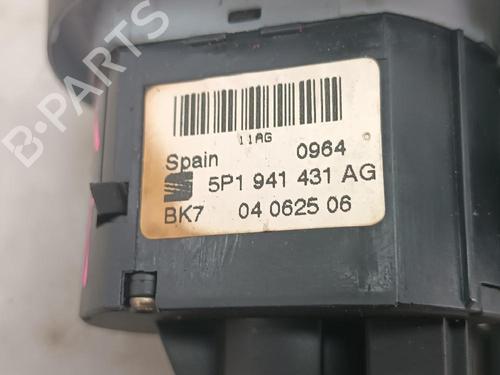 B-PARTS
11AG
Spain 0964
5P1 941 431 AG
BK7 04 0625 06